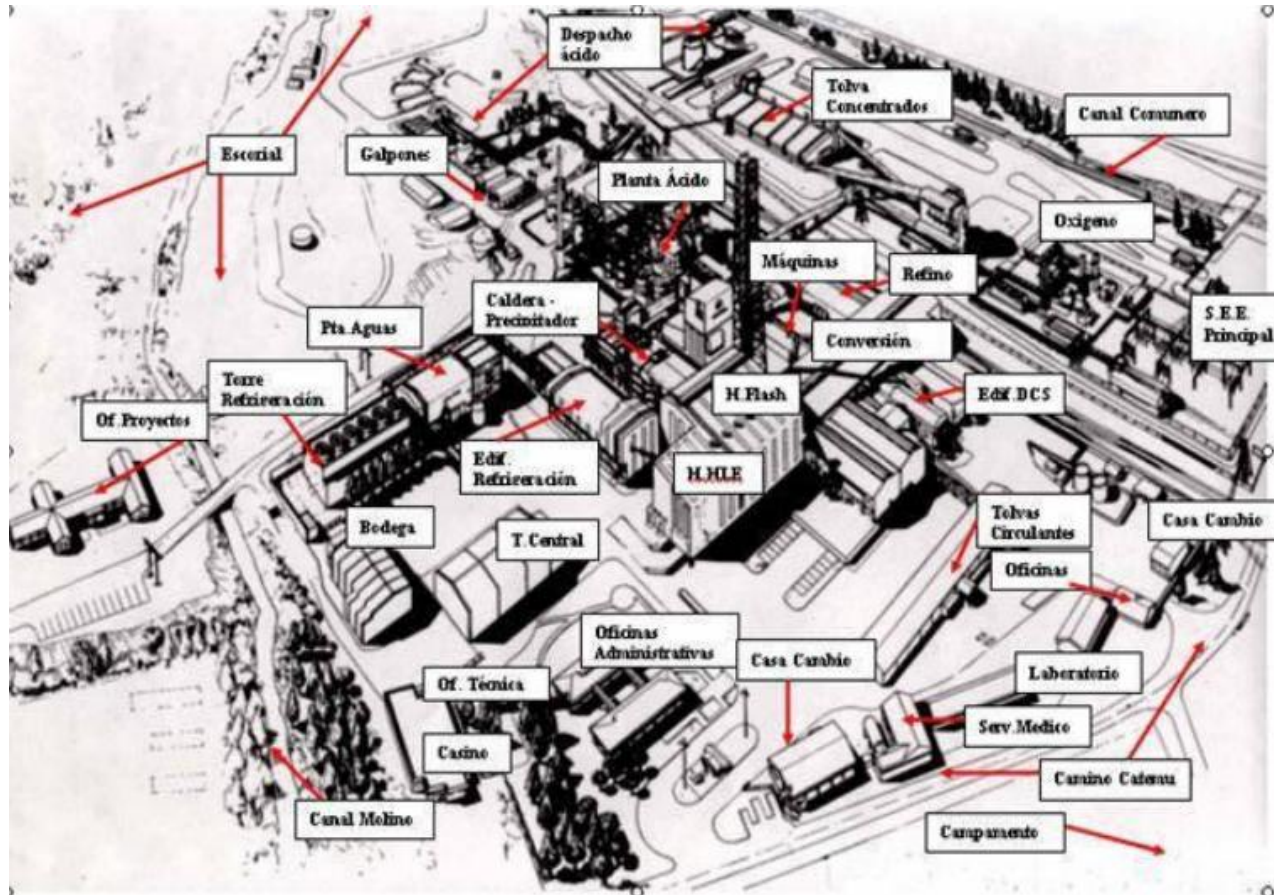 Despacho
ácido
Tolva
Concentrados
Canal Comunero
Escorial
Galpones
Planta Ácido
Oxigeno
Máquinas
Refino
Caldera -
Precipitador
S.E.E.
Principal
Pta. Aguas
Conversión
Torre
Refrigeración
H.Flash
Edif.DCS
Of.Proyectos
Edif.
Refrigeración
H.HLE
Bodega
T.Central
Tolvas
Circulantes
Casa Cambio
Oficinas
Oficinas
Administrativas
Casa Cambio
Laboratorio
Of. Técnica
Serv.Medico
Casino
Camino Catemu
Canal Molino
Campamento